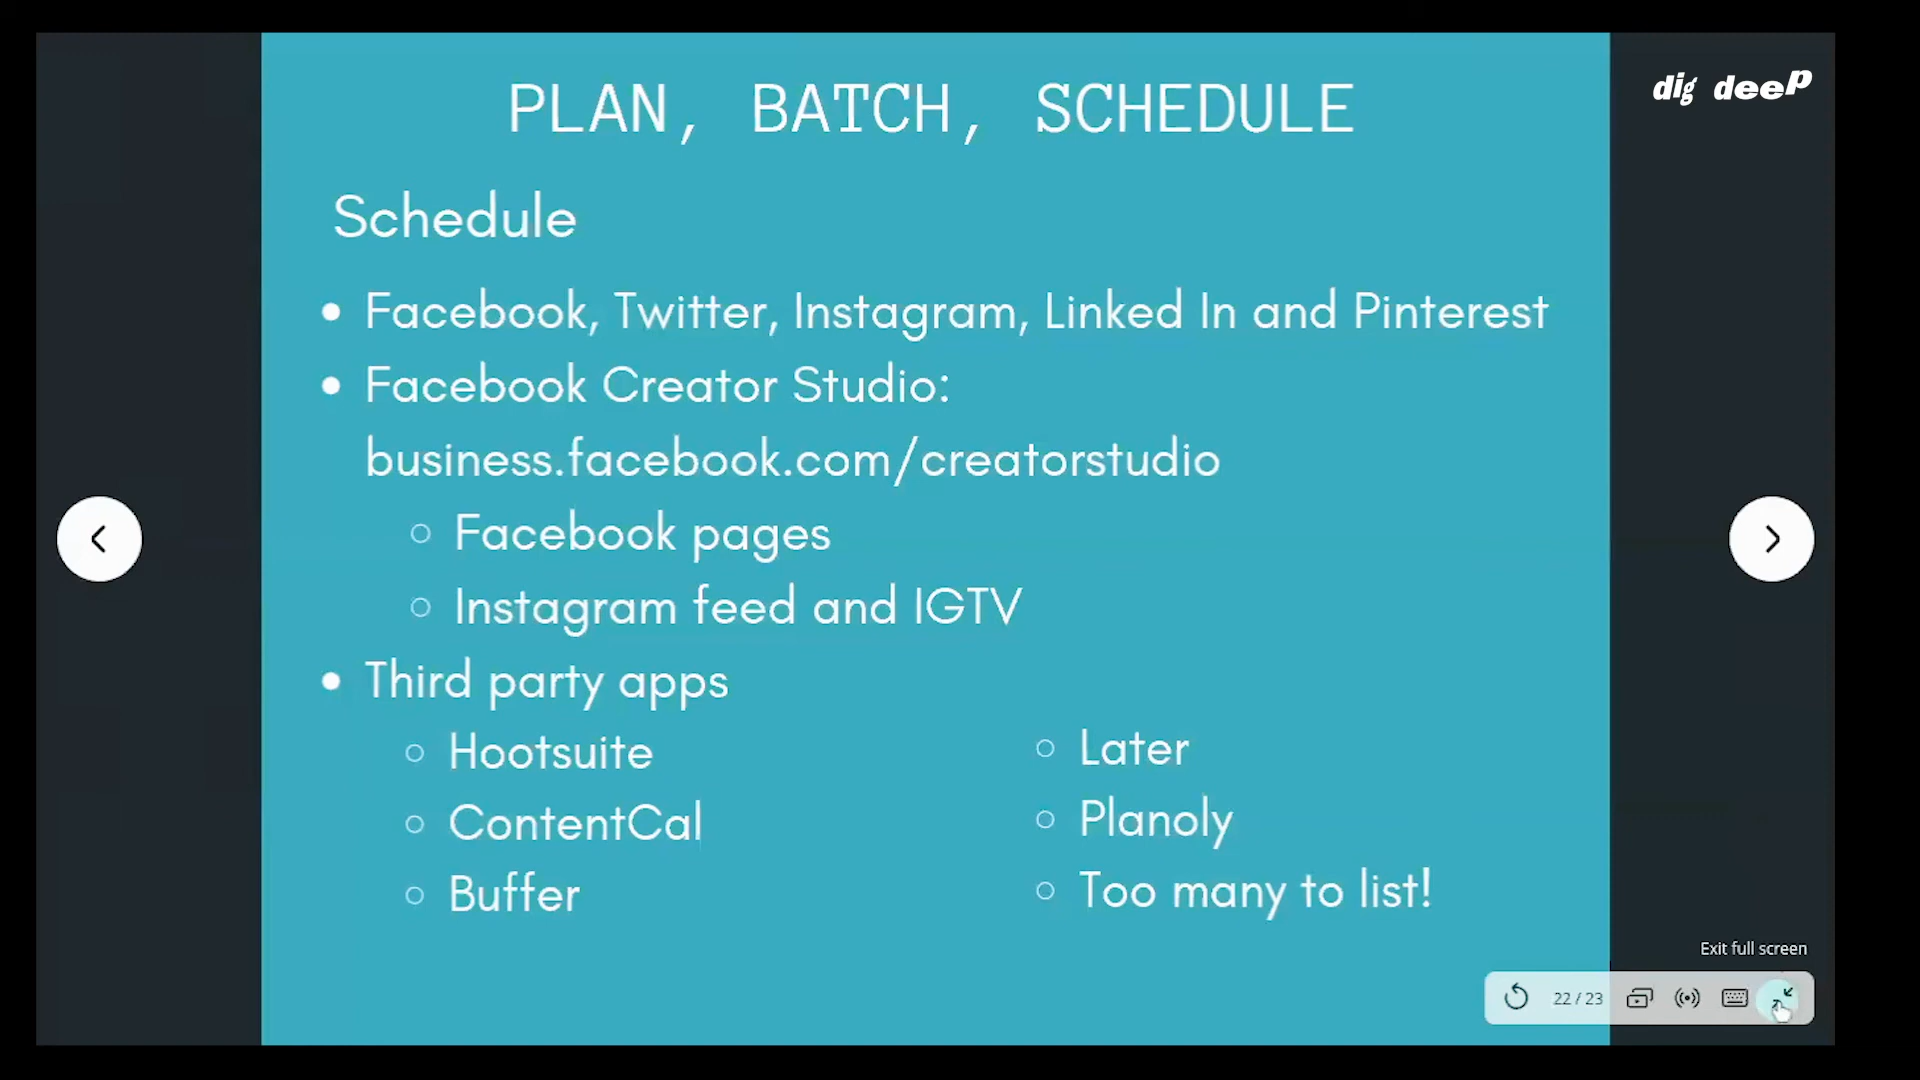 dig deep
PLAN, BATCH, SCHEDULE
Schedule
Facebook, Twitter, Instagram, Linked In and Pinterest
Facebook Creator Studio:
business.facebook.com/creatorstudio
Facebook pages
Instagram feed and IGTV
Third party apps
Hootsuite
ContentCal
Buffer
Later
Planoly
Too many to list!
Exit full screen
22 / 23